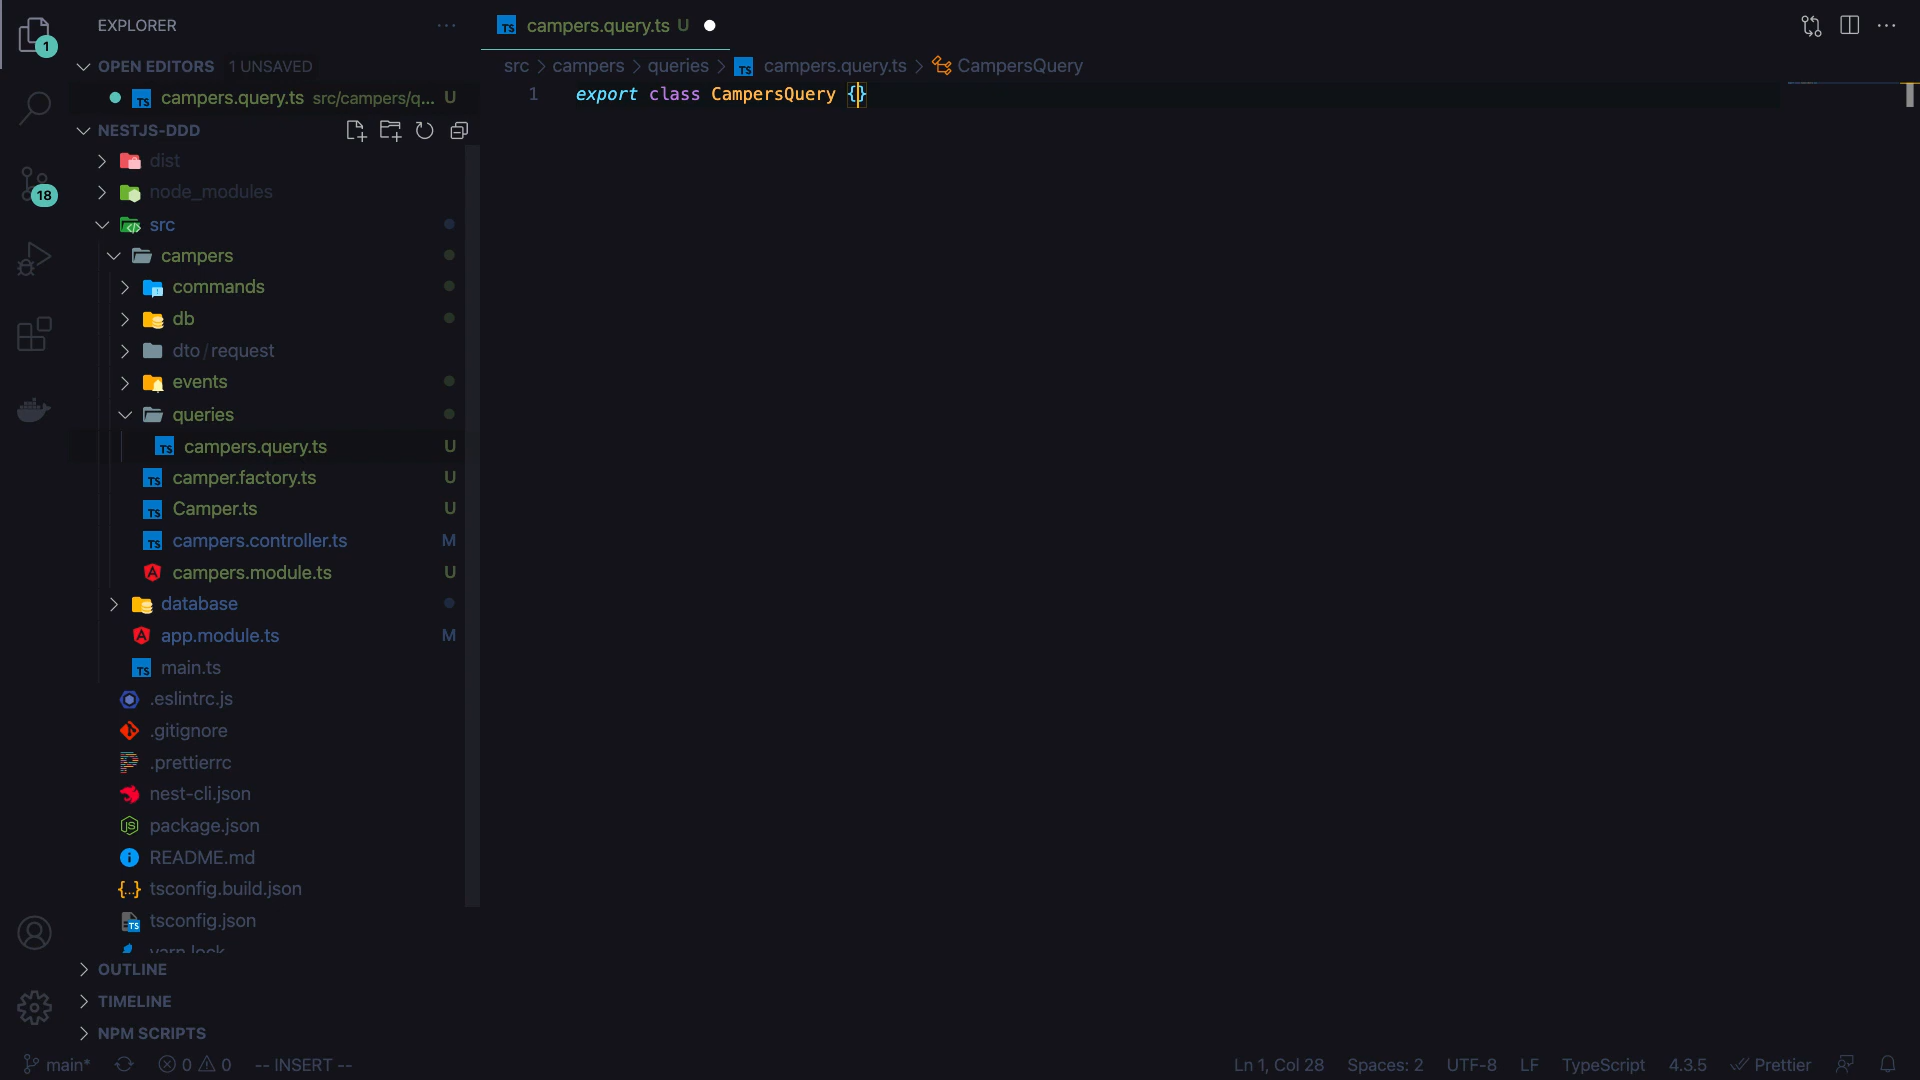 EXPLORER
OPEN EDITORS 1 UNSAVED
campers.query.ts src/campers/q... U
NESTJS-DDD
dist
node_modules
src
campers
commands
db
dto / request
events
queries
campers.query.ts U
camper.factory.ts U
Camper.ts U
campers.controller.ts M
campers.module.ts U
database
app.module.ts M
main.ts
.eslintrc.js
.gitignore
.prettierrc
nest-cli.json
package.json
README.md
tsconfig.build.json
tsconfig.json
yarn.lock
OUTLINE
TIMELINE
NPM SCRIPTS
1
18
campers.query.ts U
src > campers > queries > campers.query.ts > CampersQuery
1 export class CampersQuery {}
main* 0 0 -- INSERT --
Ln 1, Col 28 Spaces: 2 UTF-8 LF TypeScript 4.3.5 Prettier